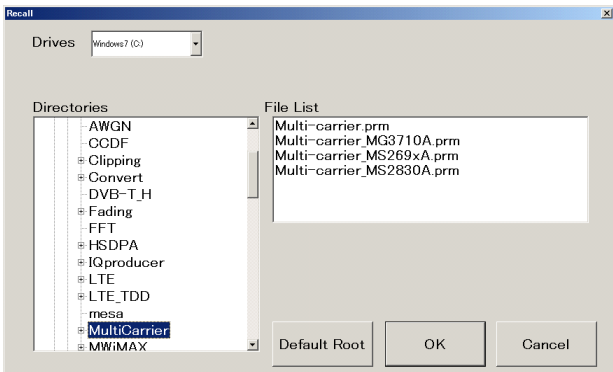 Recall
Drives
Windows7 (C:)
Directories
AWGN
CCDF
Clipping
Convert
DVB-T_H
Fading
FFT
HSDPA
IQproducer
LTE
LTE_TDD
mesa
MultiCarrier
MWiMAX
File List
Multi-carrier.prm
Multi-carrier_MG3710A.prm
Multi-carrier_MS269xA.prm
Multi-carrier_MS2830A.prm
Default Root
OK
Cancel